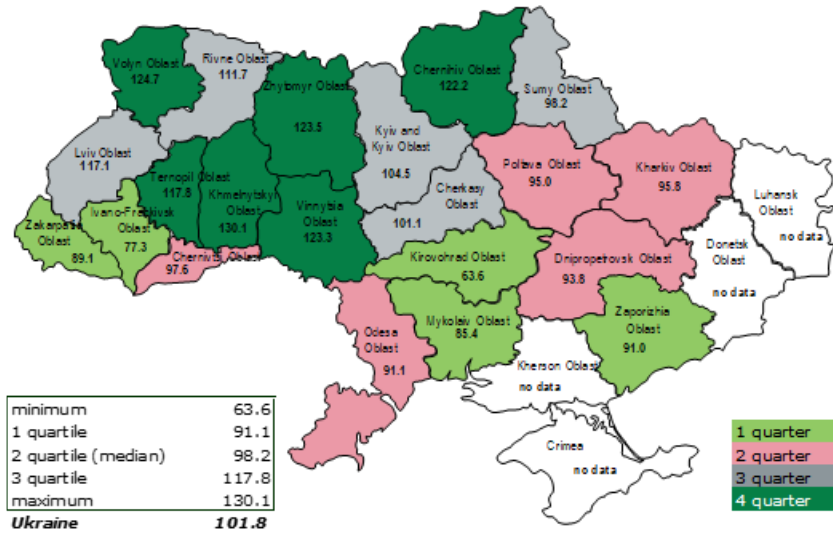 Volyn Oblast
124.7
Rivne Oblast
111.7
Zhytomyr Oblast
123.5
Chernihiv Oblast
122.2
Sumy Oblast
98.2
Kyiv and
Kyiv Oblast
104.5
Lviv Oblast
117.1
Ternopil Oblast
117.8
Khmelnytskyi
Oblast
130.1
Vinnytsia
Oblast
123.3
Cherkasy
Oblast
101.1
Poltava Oblast
95.0
Kharkiv Oblast
95.8
Luhansk
Oblast
no data
Donetsk
Oblast
no data
Zakarpattia
Oblast
89.1
Ivano-Frankivsk
Oblast
77.3
Chernivtsi Oblast
97.6
Kirovohrad Oblast
63.6
Dnipropetrovsk Oblast
93.8
Zaporizhia
Oblast
91.0
Mykolaiv Oblast
85.4
Odesa
Oblast
91.1
Kherson Oblast
no data
Crimea
no data
minimum 63.6
1 quartile 91.1
2 quartile (median) 98.2
3 quartile 117.8
maximum 130.1
Ukraine 101.8
1 quarter
2 quarter
3 quarter
4 quarter